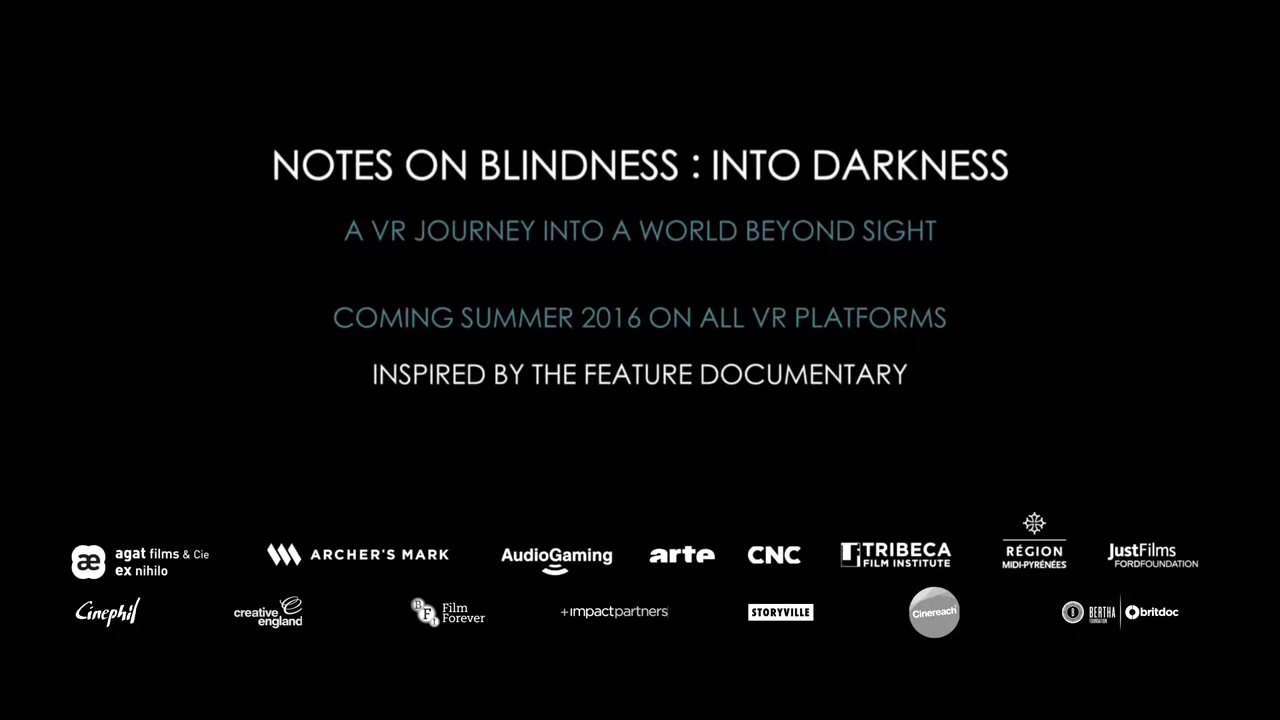 NOTES ON BLINDNESS : INTO DARKNESS
A VR JOURNEY INTO A WORLD BEYOND SIGHT
COMING SUMMER 2016 ON ALL VR PLATFORMS
INSPIRED BY THE FEATURE DOCUMENTARY
æ agat films & Cie
ex nihilo
ARCHER'S MARK
AudioGaming
arte
CNC
TRIBECA
FILM INSTITUTE
RÉGION
MIDI-PYRÉNÉES
JustFilms
FORDFOUNDATION
Cinephil
creative
england
BFI
Film
Forever
+impactpartners
STORYVILLE
Cinereach
B BERTHA
FOUNDATION
britdoc